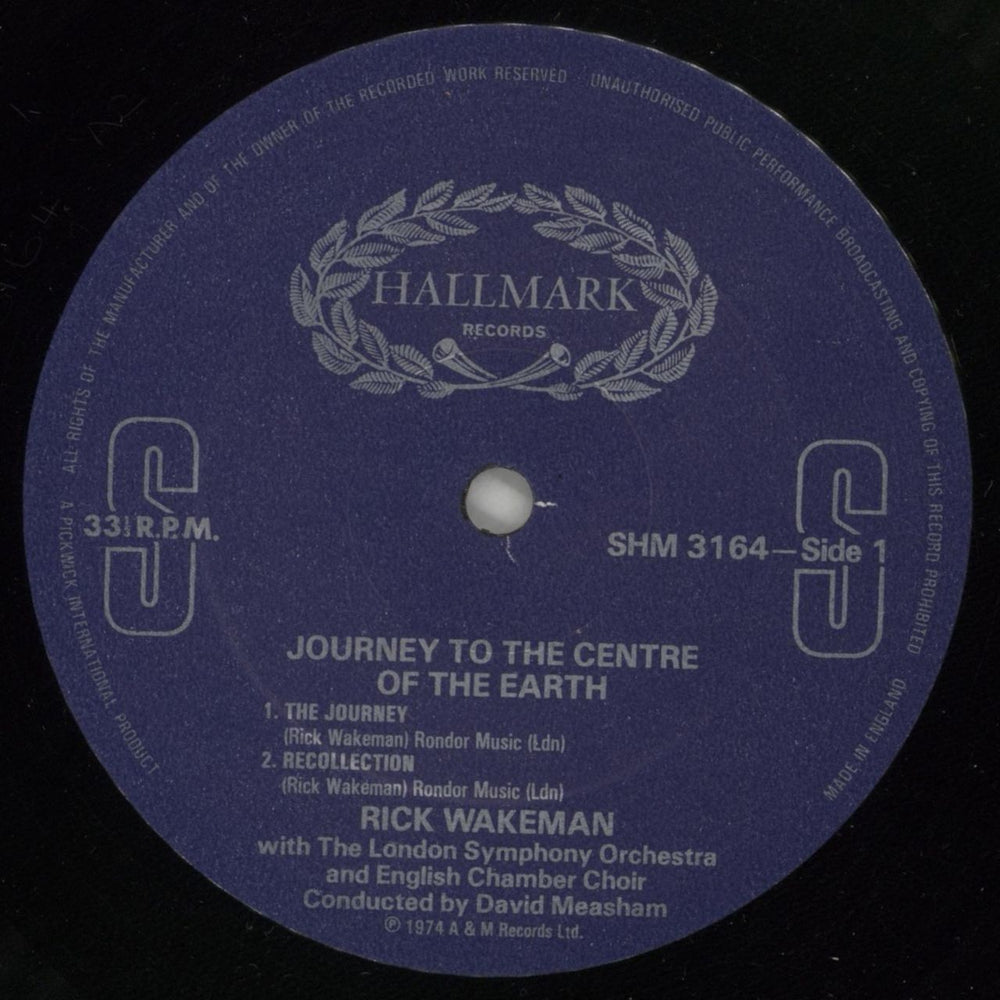 ALL RIGHTS OF THE MANUFACTURER AND OF THE OWNER OF THE RECORDED WORK RESERVED · UNAUTHORISED PUBLIC PERFORMANCE BROADCASTING AND COPYING OF THIS RECORD PROHIBITED
HALLMARK
RECORDS
S
S
33⅓ R.P.M.
SHM 3164—Side 1
JOURNEY TO THE CENTRE
OF THE EARTH
1. THE JOURNEY
(Rick Wakeman) Rondor Music (Ldn)
2. RECOLLECTION
(Rick Wakeman) Rondor Music (Ldn)
RICK WAKEMAN
with The London Symphony Orchestra
and English Chamber Choir
Conducted by David Measham
℗ 1974 A & M Records Ltd.
A PICKWICK INTERNATIONAL PRODUCT
MADE IN ENGLAND